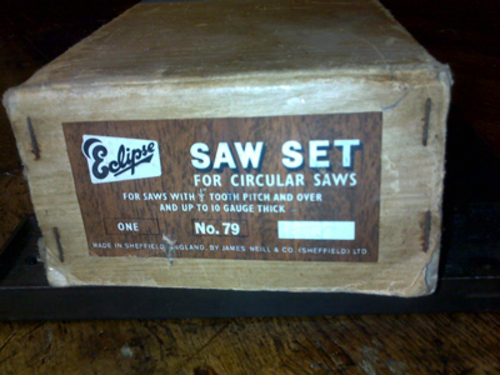 Eclipse
SAW SET
FOR CIRCULAR SAWS
FOR SAWS WITH ½ TOOTH PITCH AND OVER
AND UP TO 10 GAUGE THICK
ONE No. 79
MADE IN SHEFFIELD, ENGLAND, BY JAMES NEILL & CO. (SHEFFIELD) LTD